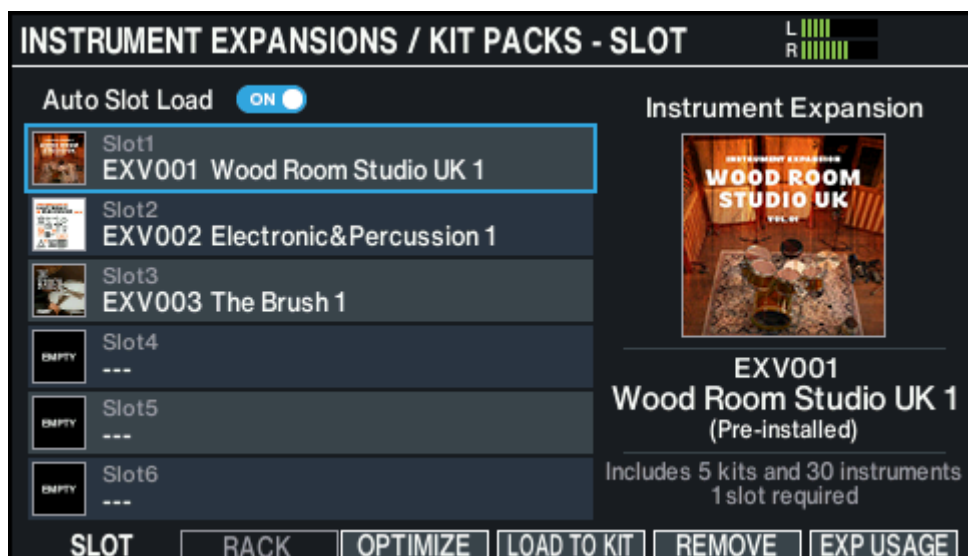 INSTRUMENT EXPANSIONS / KIT PACKS - SLOT
L
R
Auto Slot Load ON
Slot1
EXV001 Wood Room Studio UK 1
Slot2
EXV002 Electronic&Percussion 1
Slot3
EXV003 The Brush 1
EMPTY
Slot4
---
EMPTY
Slot5
---
EMPTY
Slot6
---
Instrument Expansion
INSTRUMENT EXPANSION
WOOD ROOM
STUDIO UK
VOL.01
EXV001
Wood Room Studio UK 1
(Pre-installed)
Includes 5 kits and 30 instruments
1 slot required
SLOT RACK OPTIMIZE LOAD TO KIT REMOVE EXP USAGE